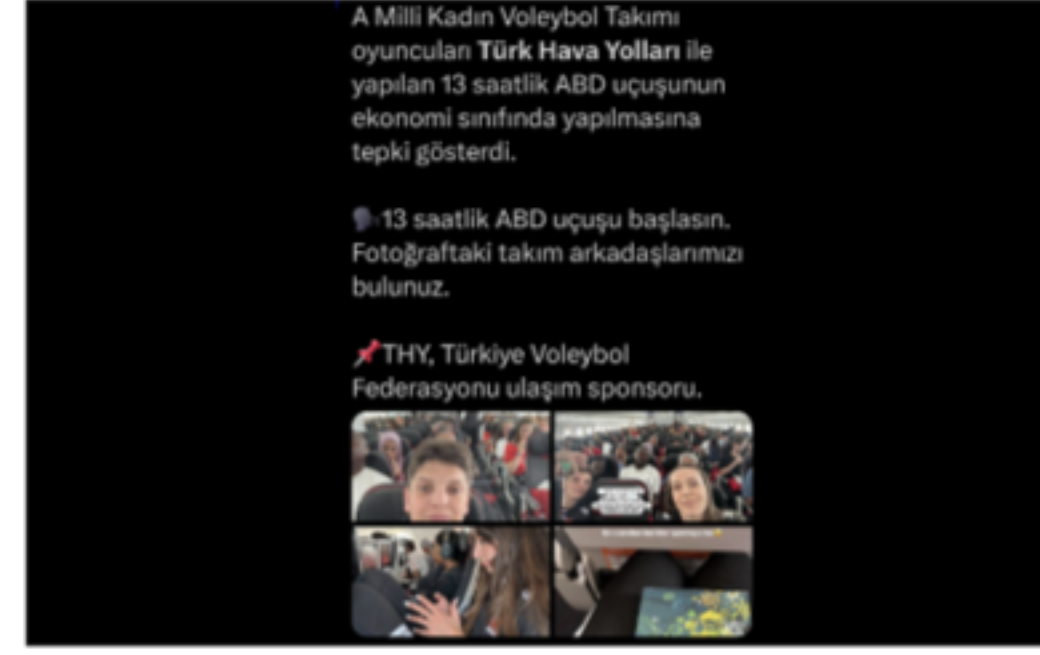 A Milli Kadın Voleybol Takımı
oyuncuları Türk Hava Yolları ile
yapılan 13 saatlik ABD uçuşunun
ekonomi sınıfında yapılmasına
tepki gösterdi.
13 saatlik ABD uçuşu başlasın.
Fotoğraftaki takım arkadaşlarımızı
bulunuz.
THY, Türkiye Voleybol
Federasyonu ulaşım sponsoru.